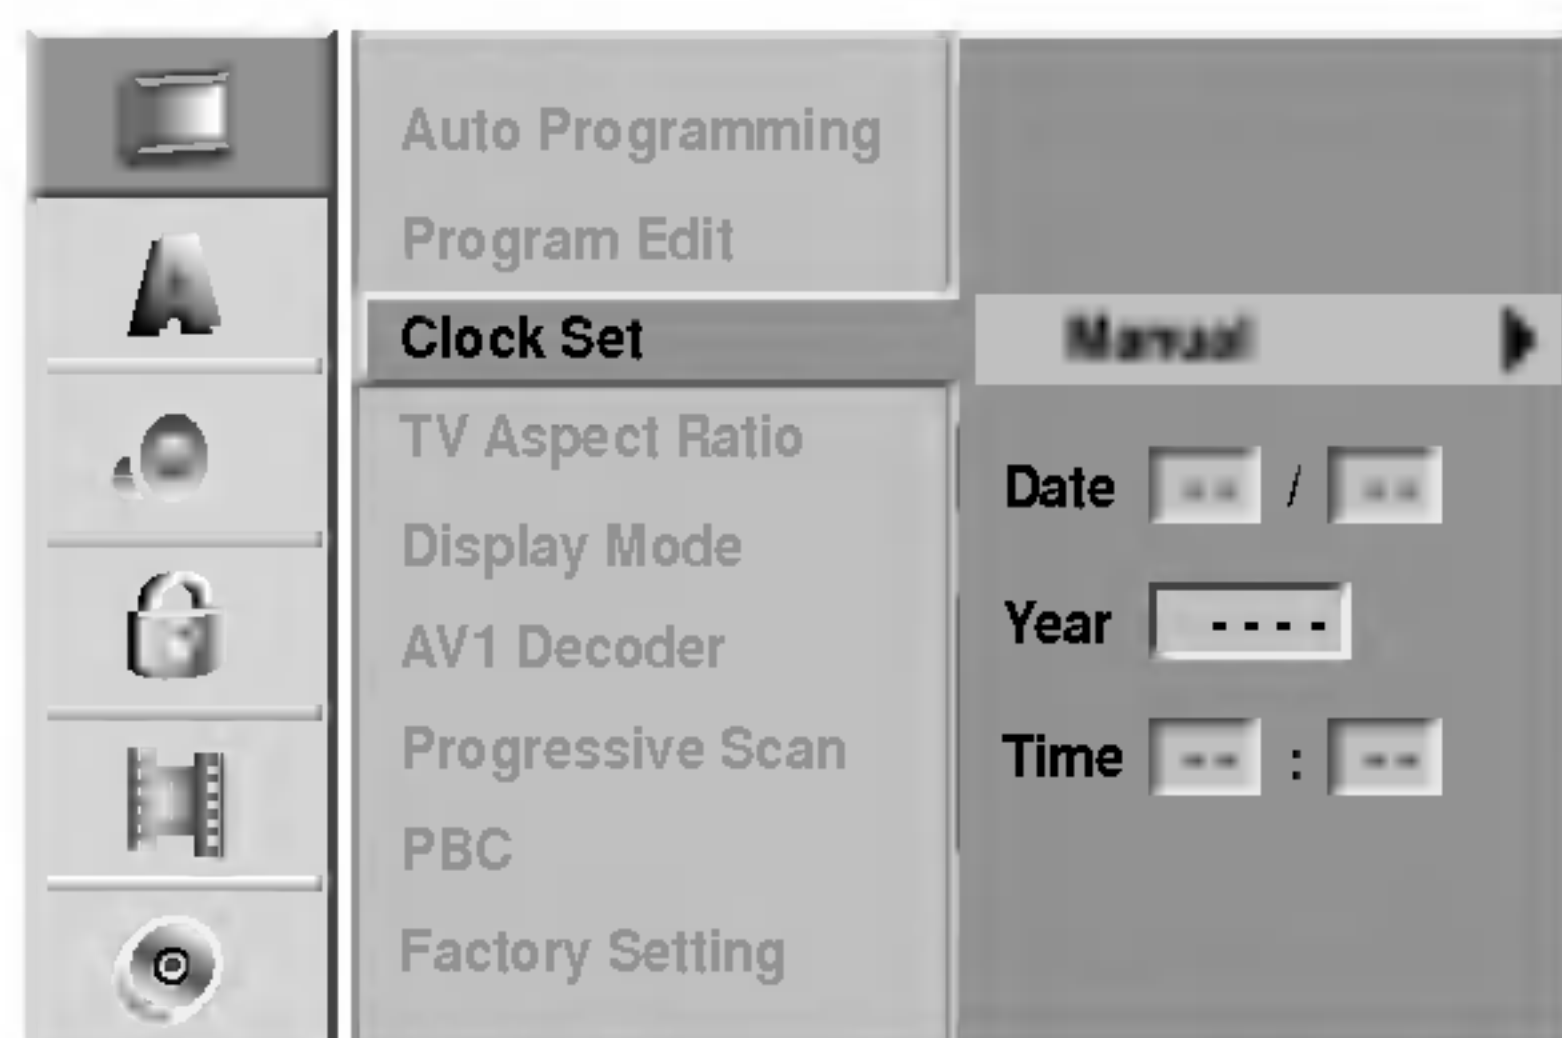 Auto Programming
Program Edit
Clock Set
Manual
TV Aspect Ratio
Display Mode
AV1 Decoder
Progressive Scan
PBC
Factory Setting
Date -- / --
Year ----
Time -- : --